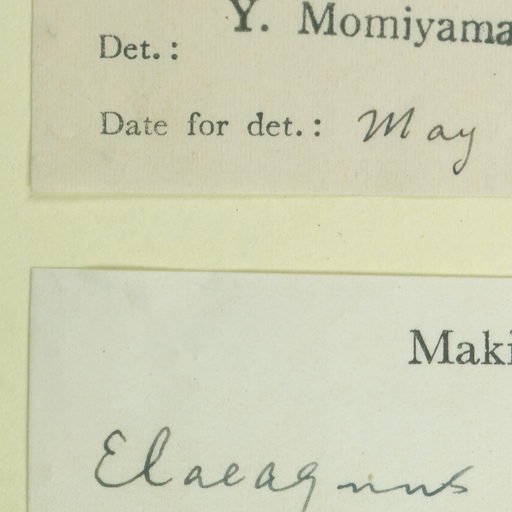 Y. Momiyama
Det.:
Date for det.: May
Maki
Elaeagnus